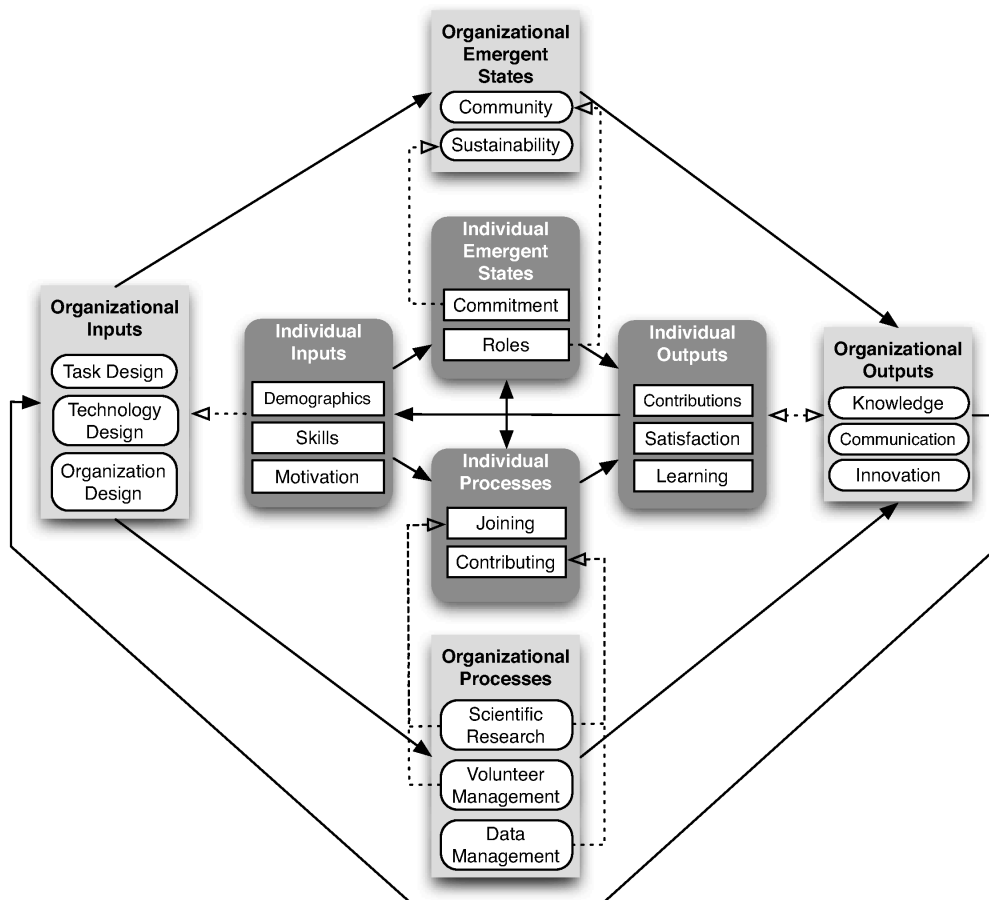 Organizational
Emergent
States
Community
Sustainability
Individual
Emergent
States
Commitment
Roles
Organizational
Inputs
Task Design
Technology
Design
Organization
Design
Individual
Inputs
Demographics
Skills
Motivation
Individual
Outputs
Contributions
Satisfaction
Learning
Organizational
Outputs
Knowledge
Communication
Innovation
Individual
Processes
Joining
Contributing
Organizational
Processes
Scientific
Research
Volunteer
Management
Data
Management